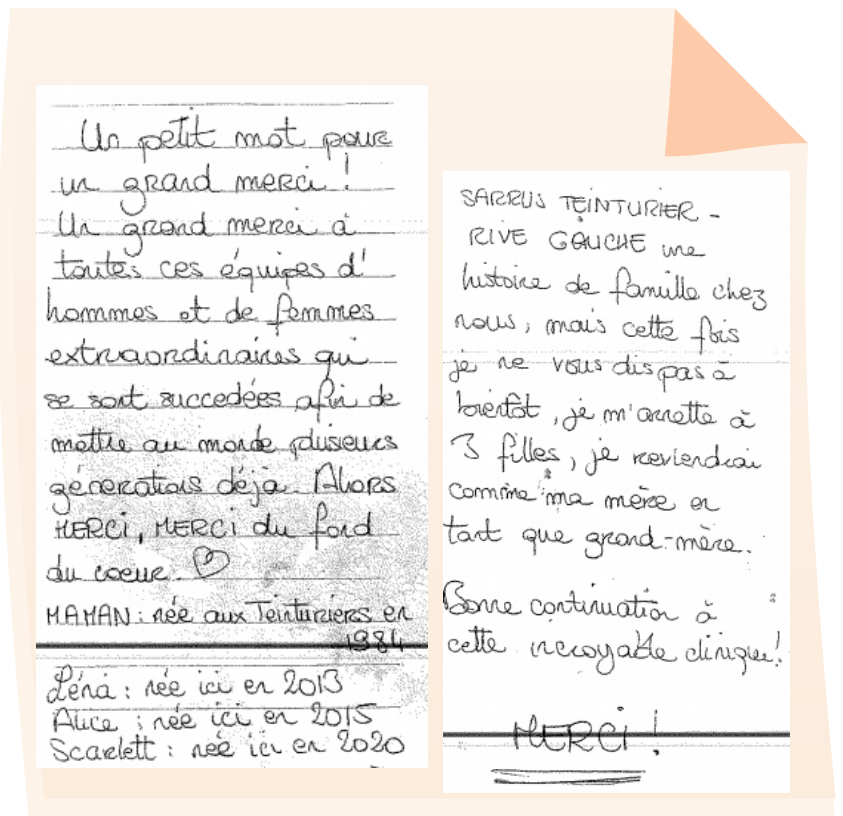 Un petit mot pour
un grand merci !
Un grand merci à
toutes ces équipes d'
hommes et de femmes
extraordinaires qui
se sont succedées afin de
mettre au monde plusieurs
générations déjà. Alors
MERCI, MERCI du fond
du coeur. ♡
MAMAN : née aux Teinturiers en
1984
Léna : née ici en 2013
Alice : née ici en 2015
Scarlett : née ici en 2020
SARRUS TEINTURIER -
RIVE GAUCHE une
histoire de famille chez
nous, mais cette fois
je ne vous dis pas à
bientôt, je m'arrette à
3 filles, je reviendrai
comme ma mère en
tant que grand-mère.
Bonne continuation à
cette incroyable clinique!
MERCI !